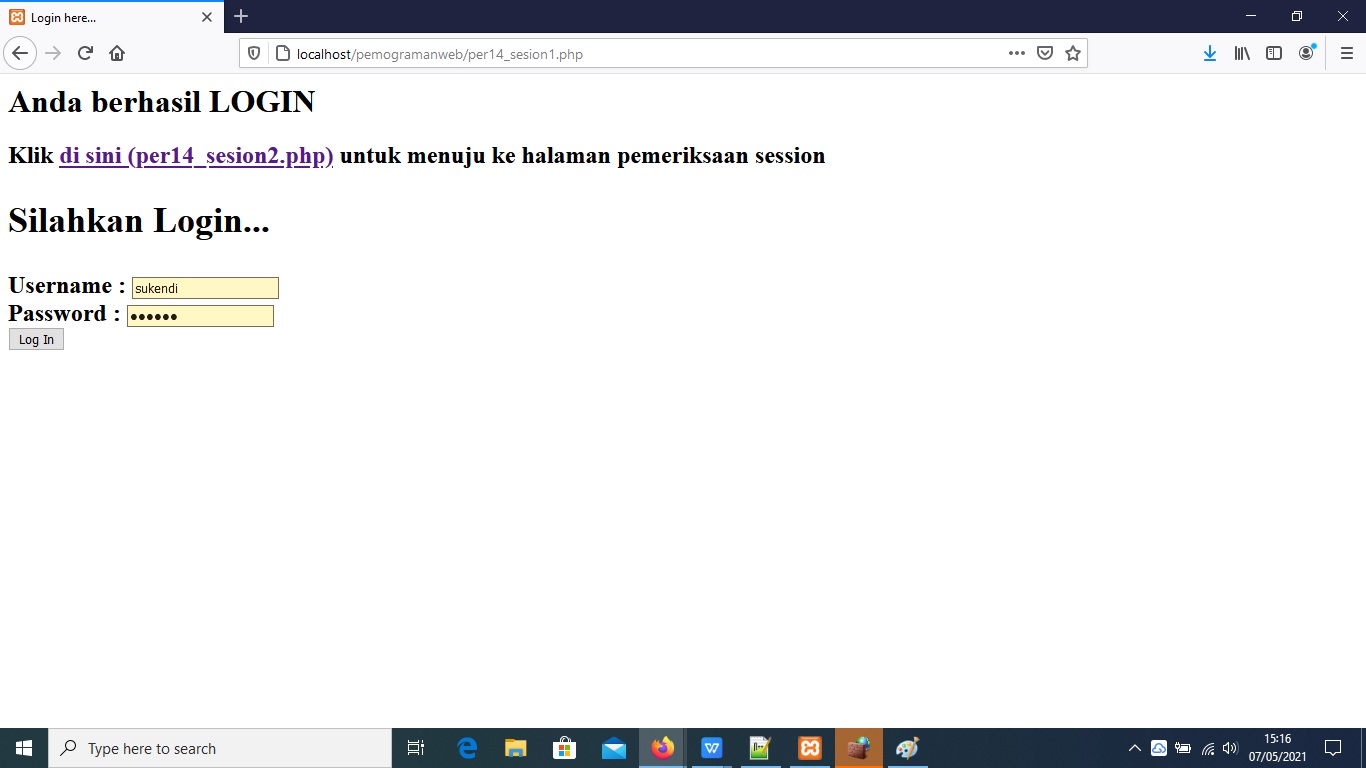 Login here...
localhost/pemogramanweb/per14_sesion1.php
Anda berhasil LOGIN
Klik di sini (per14_sesion2.php) untuk menuju ke halaman pemeriksaan session
Silahkan Login...
Username : sukendi
Password : ●●●●●●
Log In
Type here to search
15:16
07/05/2021